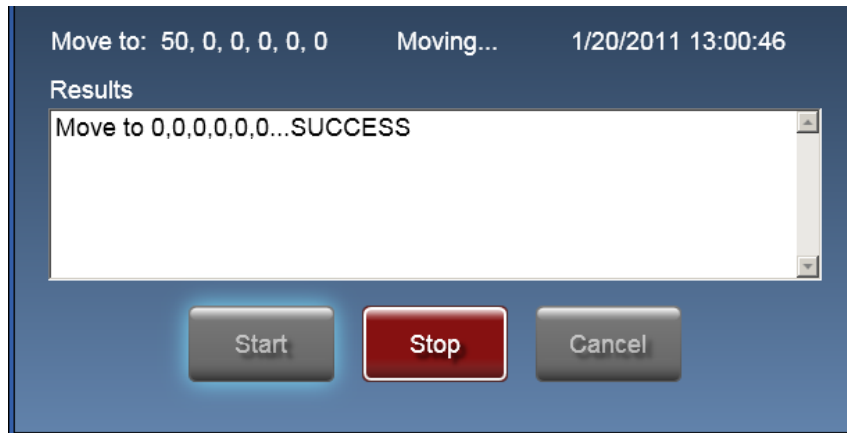 Move to: 50, 0, 0, 0, 0, 0 Moving... 1/20/2011 13:00:46
Results
Move to 0,0,0,0,0,0...SUCCESS
Start Stop Cancel